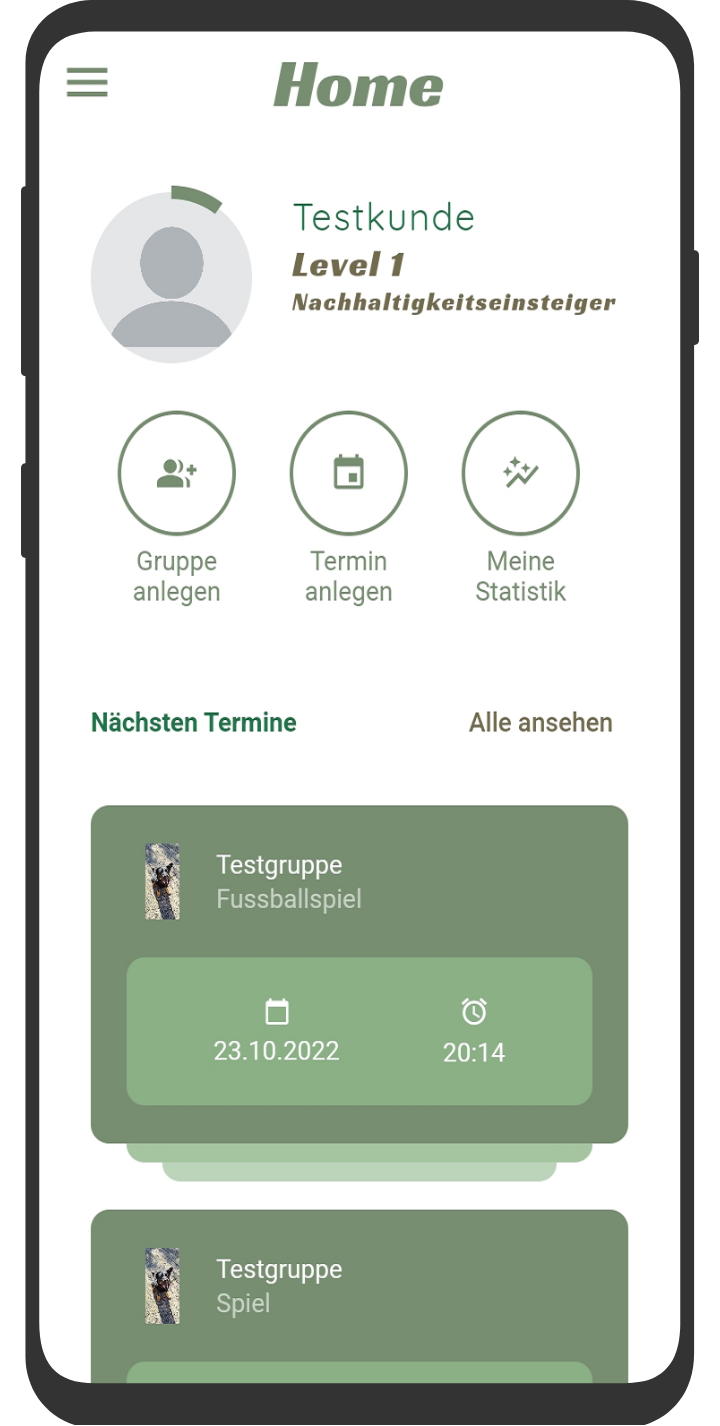 Home
Testkunde
Level 1
Nachhaltigkeitseinsteiger
Gruppe
anlegen
Termin
anlegen
Meine
Statistik
Nächsten Termine
Alle ansehen
Testgruppe
Fussballspiel
23.10.2022
20:14
Testgruppe
Spiel